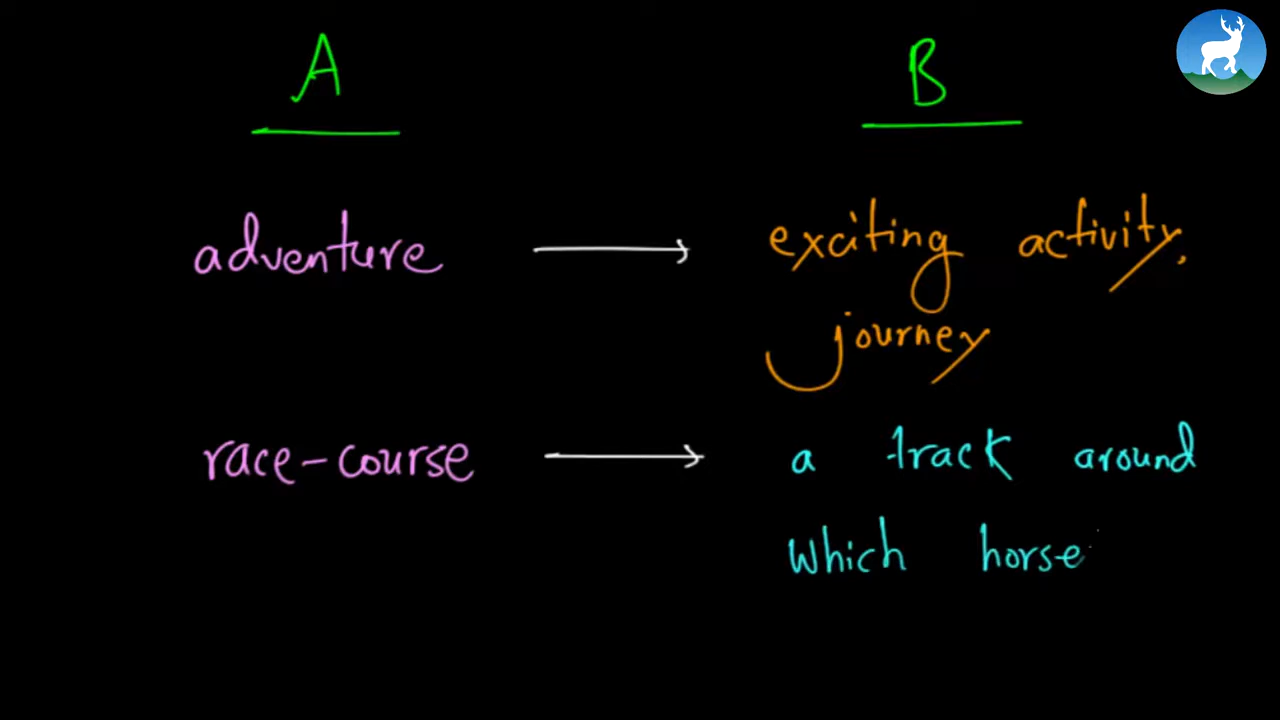 A B
adventure → exciting activity,
journey
race-course → a track around
which horse